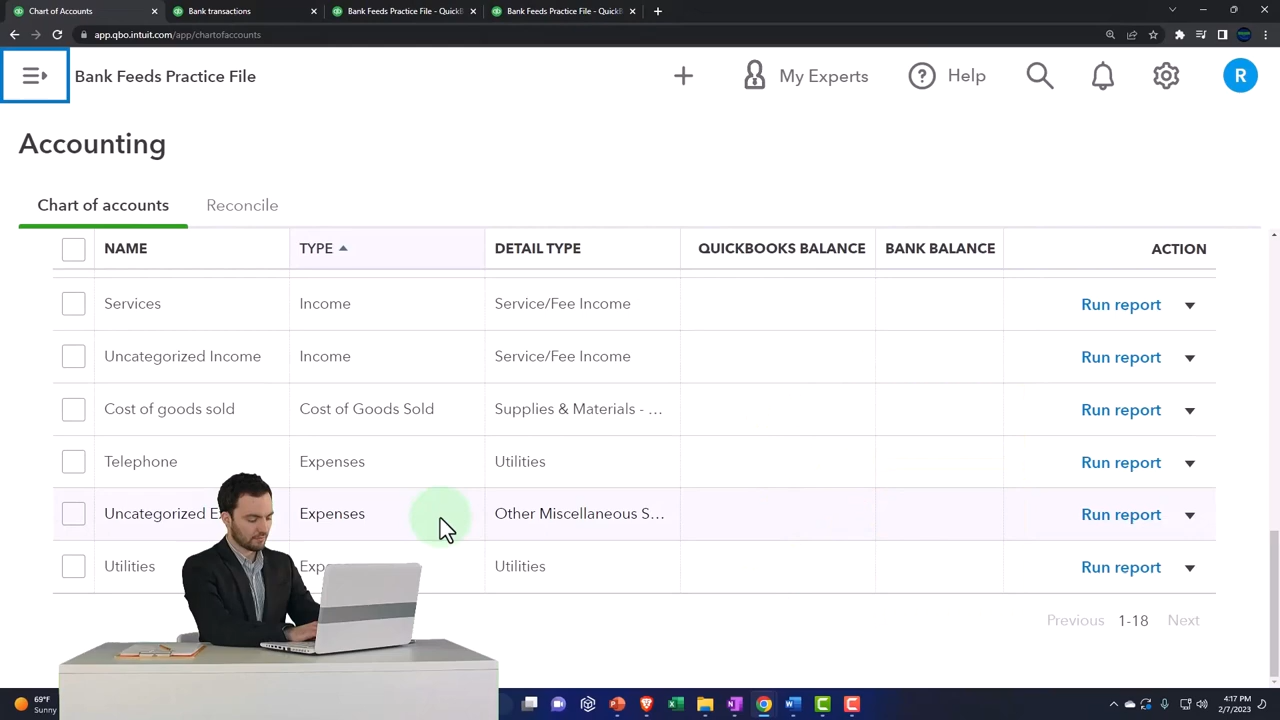 Chart of Accounts
Bank transactions
Bank Feeds Practice File - QuickB
Bank Feeds Practice File - QuickB
app.qbo.intuit.com/app/chartofaccounts
Bank Feeds Practice File
My Experts
Help
R
Accounting
Chart of accounts
Reconcile
NAME TYPE DETAIL TYPE QUICKBOOKS BALANCE BANK BALANCE ACTION
Services Income Service/Fee Income Run report
Uncategorized Income Income Service/Fee Income Run report
Cost of goods sold Cost of Goods Sold Supplies & Materials - ... Run report
Telephone Expenses Utilities Run report
Uncategorized E Expenses Other Miscellaneous S... Run report
Utilities Exp Utilities Run report
Previous 1-18 Next
69°F
Sunny
4:17 PM
2/7/2023